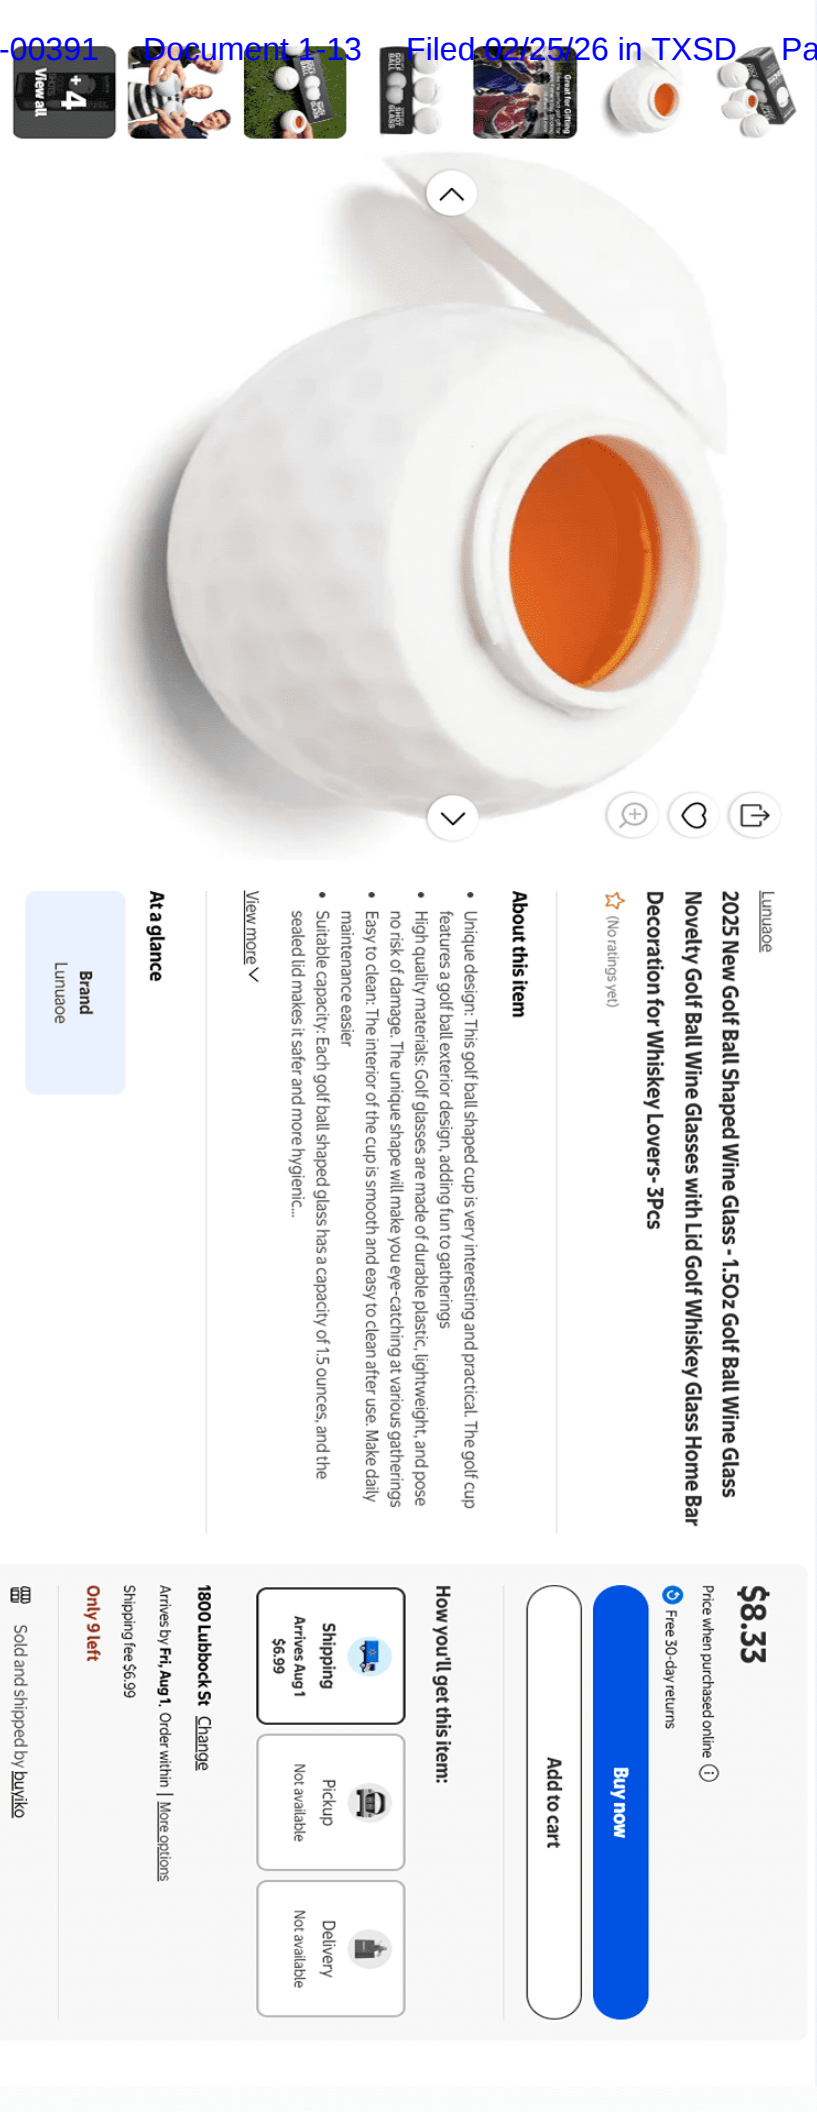 -00391 Document 1-13 Filed 02/25/26 in TXSD Pa
Great for Gifting
GOLF
BALL
SHOT
GLASS
+4
View all
Lunuaoe
2025 New Golf Ball Shaped Wine Glass - 1.5Oz Golf Ball Wine Glass
Novelty Golf Ball Wine Glasses with Lid Golf Whiskey Glass Home Bar
Decoration for Whiskey Lovers- 3Pcs
(No ratings yet)
About this item
• Unique design: This golf ball shaped cup is very interesting and practical. The golf cup
features a golf ball exterior design, adding fun to gatherings
• High quality materials: Golf glasses are made of durable plastic, lightweight, and pose
no risk of damage. The unique shape will make you eye-catching at various gatherings
• Easy to clean: The interior of the cup is smooth and easy to clean after use. Make daily
maintenance easier
• Suitable capacity: Each golf ball shaped glass has a capacity of 1.5 ounces, and the
sealed lid makes it safer and more hygienic...
View more
At a glance
Brand
Lunuaoe
$8.33
Price when purchased online
Free 30-day returns
Buy now
Add to cart
How you'll get this item:
Shipping
Arrives Aug 1
$6.99
Pickup
Not available
Delivery
Not available
1800 Lubbock St Change
Arrives by Fri, Aug 1. Order within | More options
Shipping fee $6.99
Only 9 left
Sold and shipped by buyiko